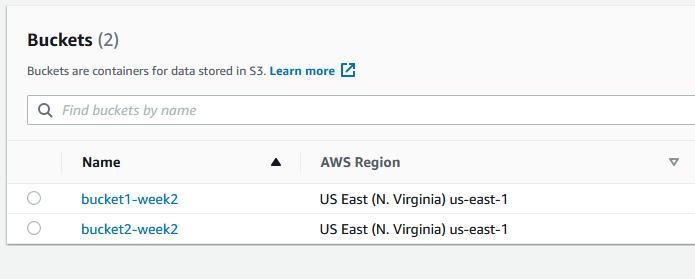 Buckets (2)
Buckets are containers for data stored in S3. Learn more
Find buckets by name
Name AWS Region
bucket1-week2 US East (N. Virginia) us-east-1
bucket2-week2 US East (N. Virginia) us-east-1